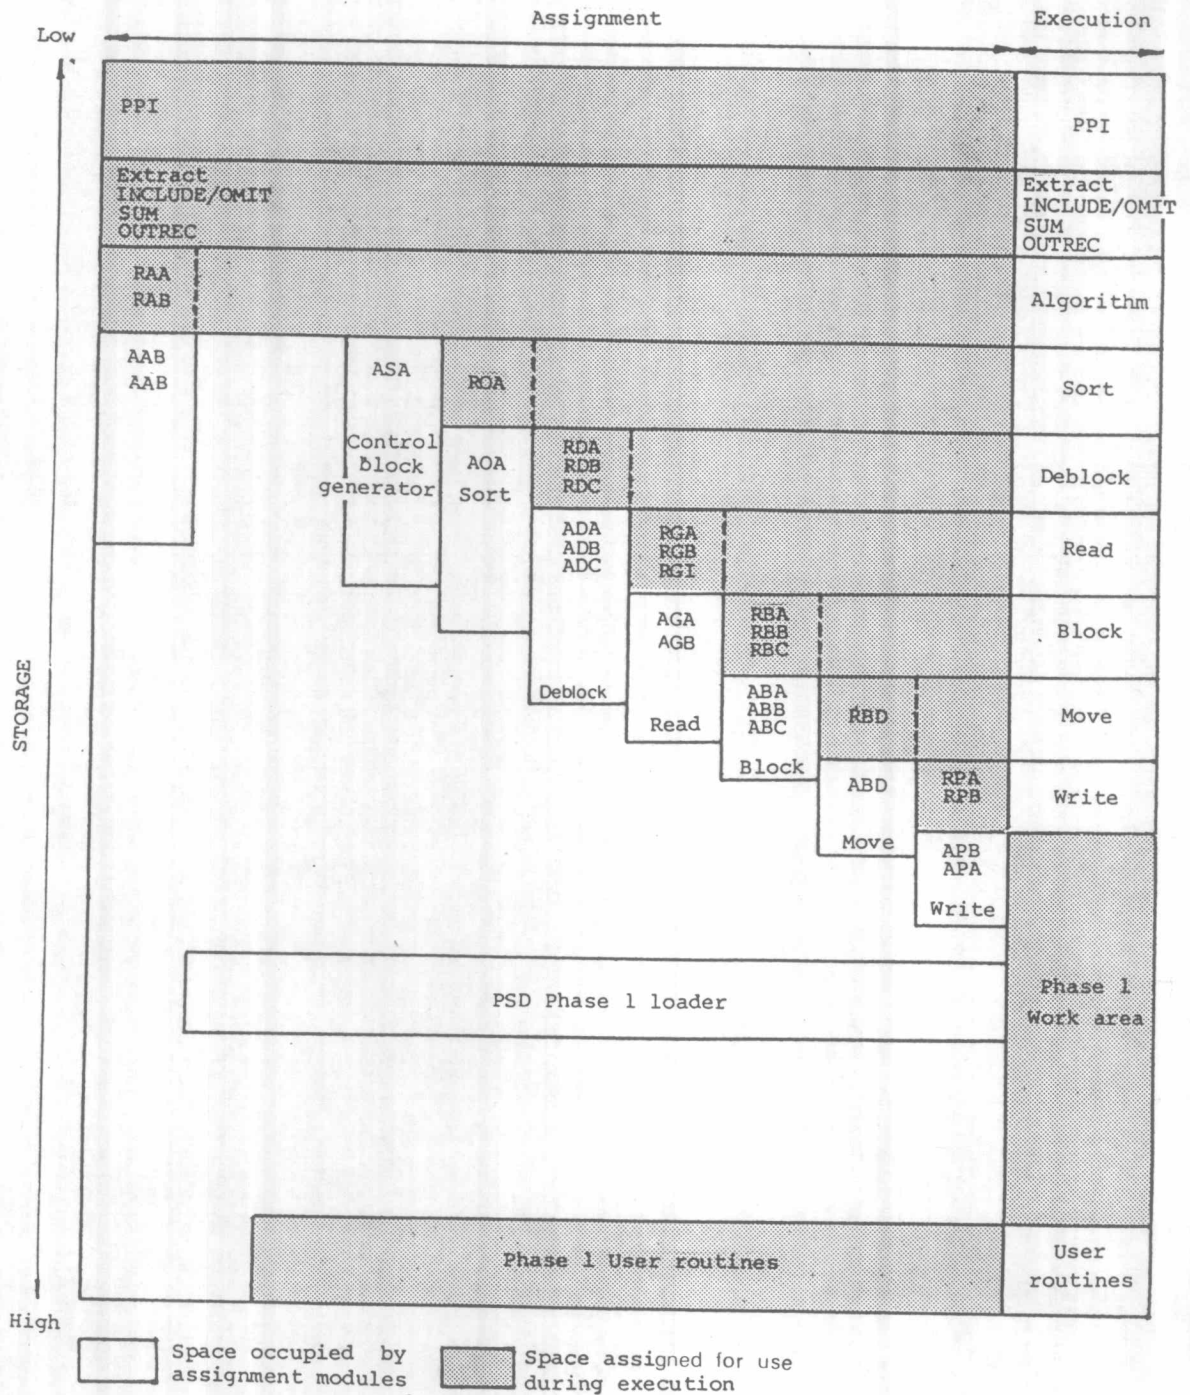 Assignment
Execution
Low
PPI
PPI
Extract
INCLUDE/OMIT
SUM
OUTREC
Extract
INCLUDE/OMIT
SUM
OUTREC
RAA
RAB
Algorithm
AAB
AAB
ASA
Control
block
generator
ROA
Sort
AOA
Sort
RDA
RDB
RDC
Deblock
ADA
ADB
ADC
Deblock
RGA
RGB
RGI
Read
AGA
AGB
Read
RBA
RBB
RBC
Block
ABA
ABB
ABC
Block
RBD
Move
ABD
Move
RPA
RPB
Write
APB
APA
Write
STORAGE
PSD Phase 1 loader
Phase 1
Work area
Phase 1 User routines
User
routines
High
Space occupied by
assignment modules
Space assigned for use
during execution